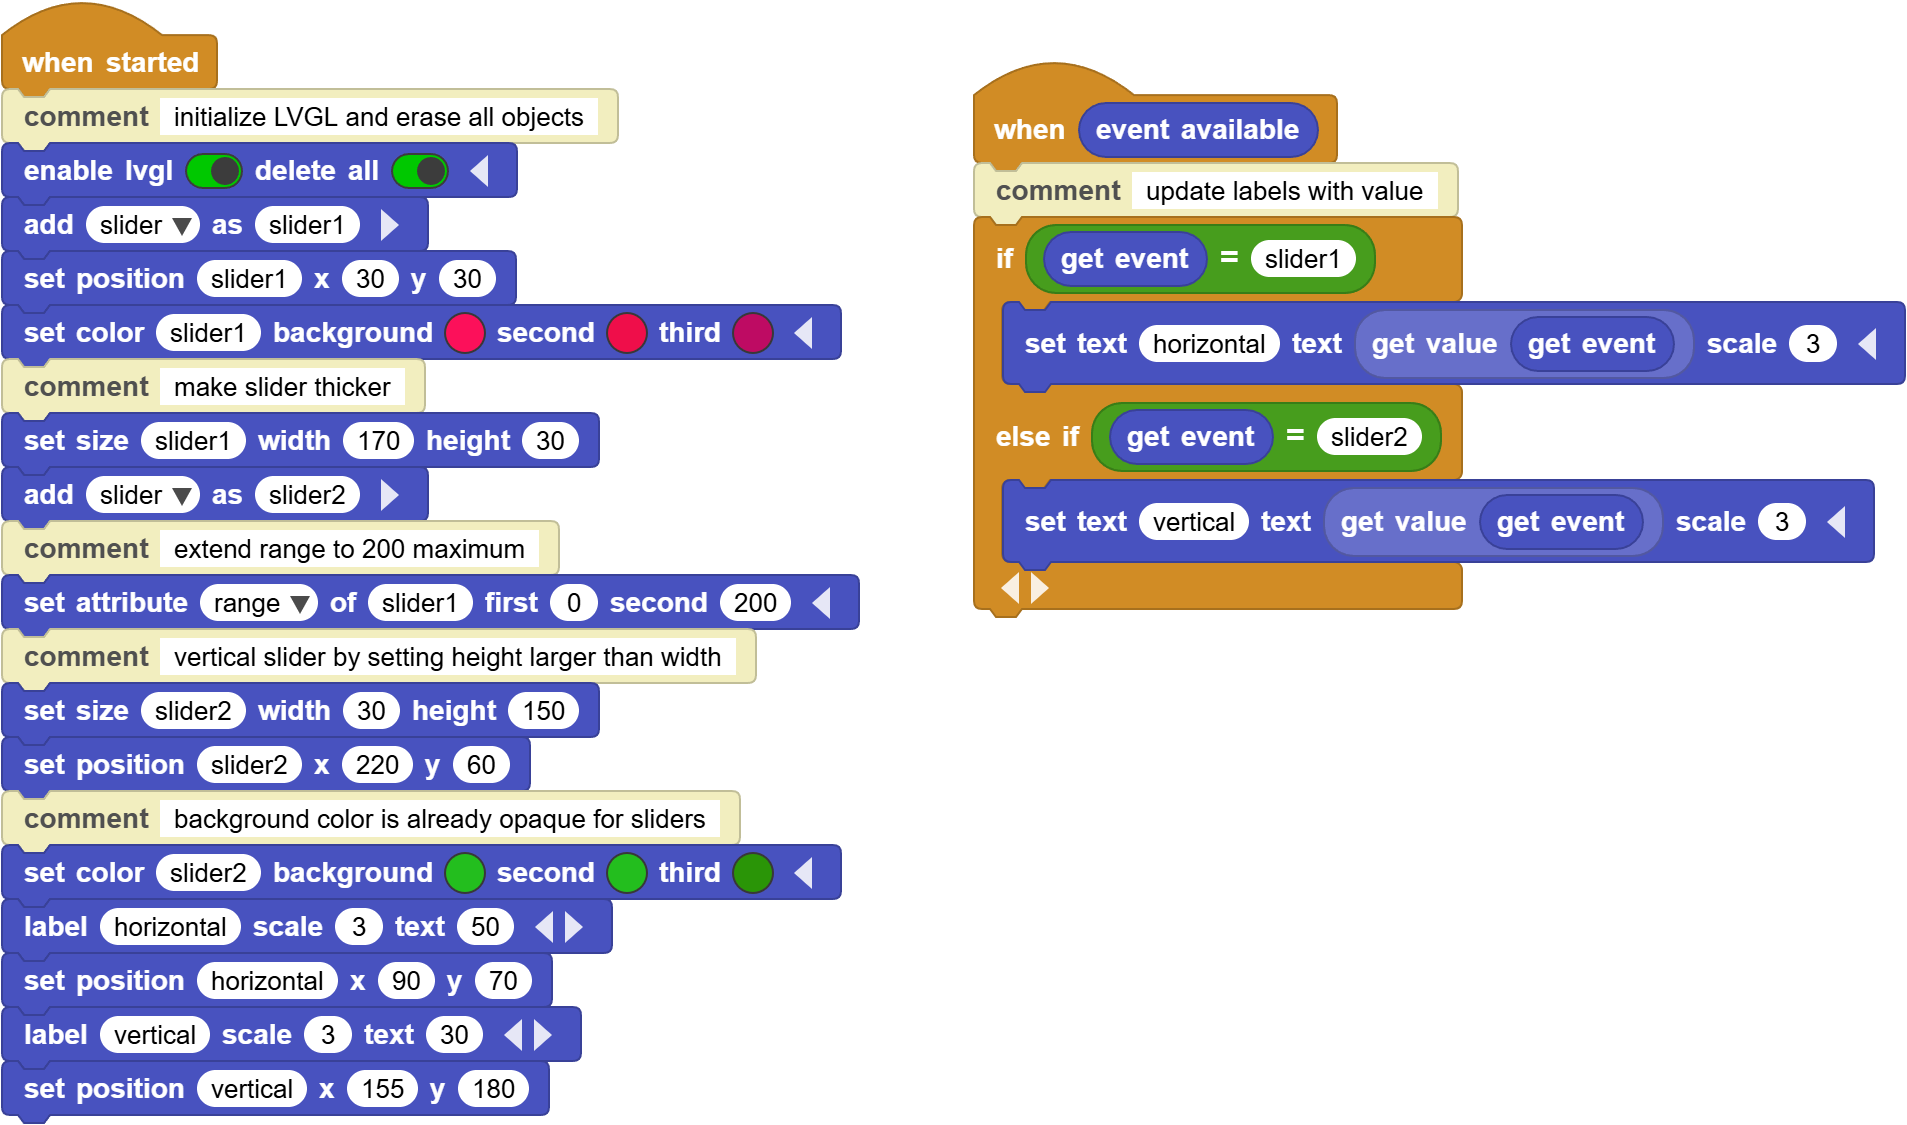 when started
comment initialize LVGL and erase all objects
enable lvgl delete all
add slider as slider1
set position slider1 x 30 y 30
set color slider1 background second third
comment make slider thicker
set size slider1 width 170 height 30
add slider as slider2
comment extend range to 200 maximum
set attribute range of slider1 first 0 second 200
comment vertical slider by setting height larger than width
set size slider2 width 30 height 150
set position slider2 x 220 y 60
comment background color is already opaque for sliders
set color slider2 background second third
label horizontal scale 3 text 50
set position horizontal x 90 y 70
label vertical scale 3 text 30
set position vertical x 155 y 180
when event available
comment update labels with value
if get event = slider1
set text horizontal text get value get event scale 3
else if get event = slider2
set text vertical text get value get event scale 3